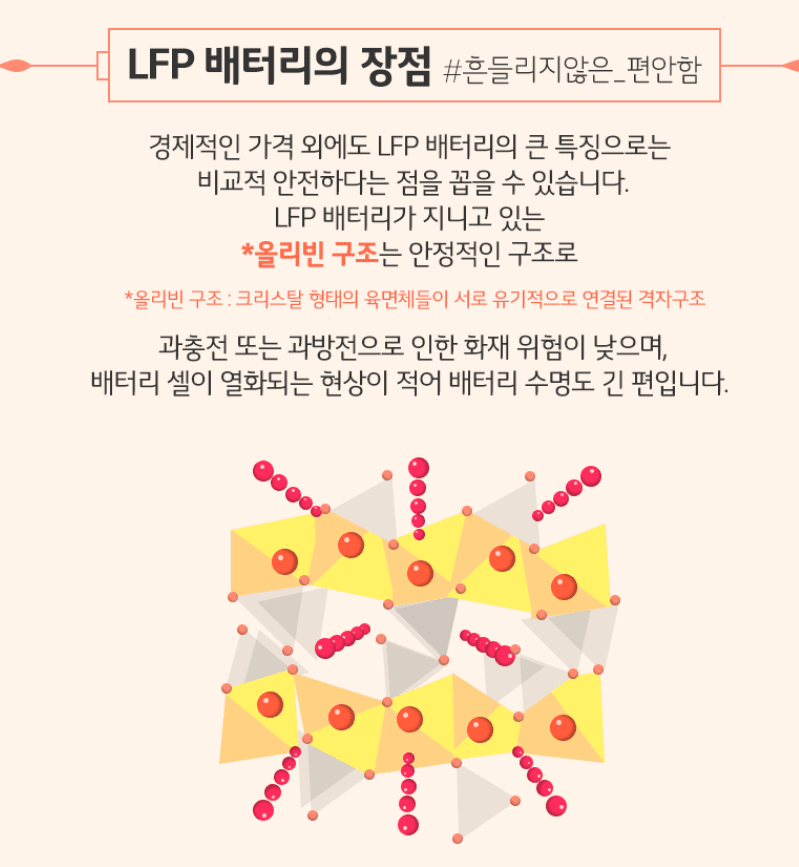 LFP 배터리의 장점 #흔들리지않은_편안함
경제적인 가격 외에도 LFP 배터리의 큰 특징으로는
비교적 안전하다는 점을 꼽을 수 있습니다.
LFP 배터리가 지니고 있는
*올리빈 구조는 안정적인 구조로
*올리빈 구조 : 크리스탈 형태의 육면체들이 서로 유기적으로 연결된 격자구조
과충전 또는 과방전으로 인한 화재 위험이 낮으며,
배터리 셀이 열화되는 현상이 적어 배터리 수명도 긴 편입니다.